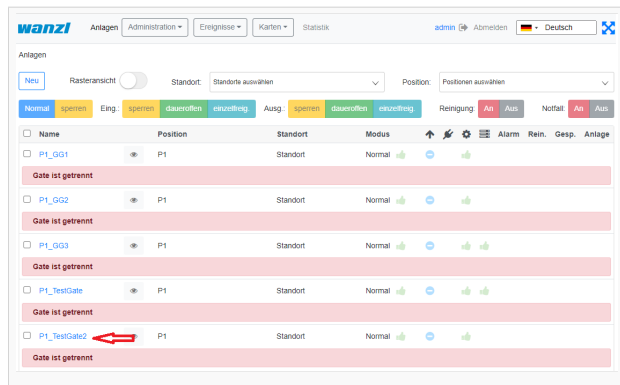 wanzl Anlagen Administration Ereignisse Karten Statistik admin Abmelden Deutsch
Anlagen
Neu Rasteransicht Standort: Standorte auswählen Position: Positionen auswählen
Normal sperren Eing.: sperren daueroffen einzelfreig. Ausg.: sperren daueroffen einzelfreig. Reinigung: An Aus Notfall: An Aus
Name Position Standort Modus Alarm Rein. Gesp. Anlage
P1_GG1 P1 Standort Normal
Gate ist getrennt
P1_GG2 P1 Standort Normal
Gate ist getrennt
P1_GG3 P1 Standort Normal
Gate ist getrennt
P1_TestGate P1 Standort Normal
Gate ist getrennt
P1_TestGate2 P1 Standort Normal
Gate ist getrennt